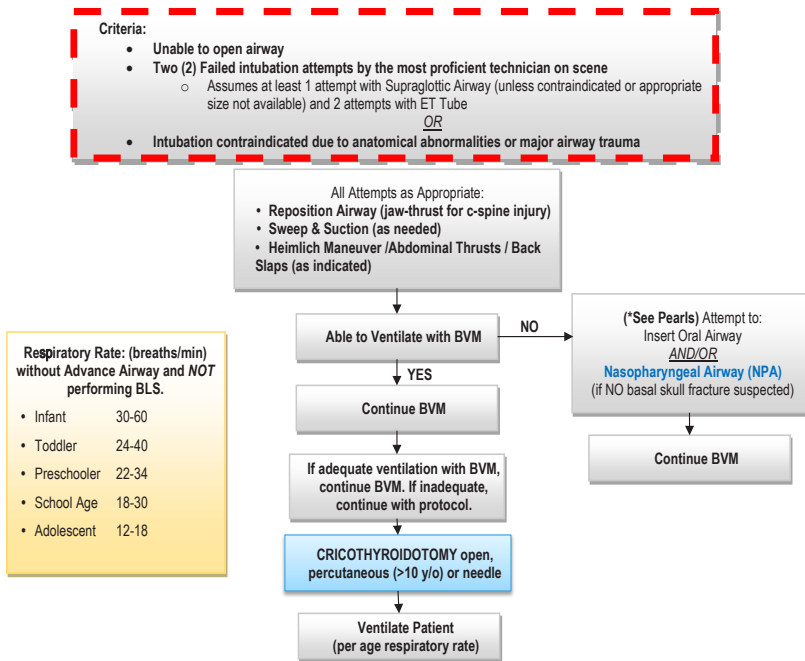 Criteria:
• Unable to open airway
• Two (2) Failed intubation attempts by the most proficient technician on scene
○ Assumes at least 1 attempt with Supraglottic Airway (unless contraindicated or appropriate
size not available) and 2 attempts with ET Tube
OR
• Intubation contraindicated due to anatomical abnormalities or major airway trauma
All Attempts as Appropriate:
• Reposition Airway (jaw-thrust for c-spine injury)
• Sweep & Suction (as needed)
• Heimlich Maneuver /Abdominal Thrusts / Back
Slaps (as indicated)
Able to Ventilate with BVM
NO
(*See Pearls) Attempt to:
Insert Oral Airway
AND/OR
Nasopharyngeal Airway (NPA)
(if NO basal skull fracture suspected)
Continue BVM
YES
Continue BVM
If adequate ventilation with BVM,
continue BVM. If inadequate,
continue with protocol.
CRICOTHYROIDOTOMY open,
percutaneous (>10 y/o) or needle
Ventilate Patient
(per age respiratory rate)
Respiratory Rate: (breaths/min)
without Advance Airway and NOT
performing BLS.
• Infant 30-60
• Toddler 24-40
• Preschooler 22-34
• School Age 18-30
• Adolescent 12-18